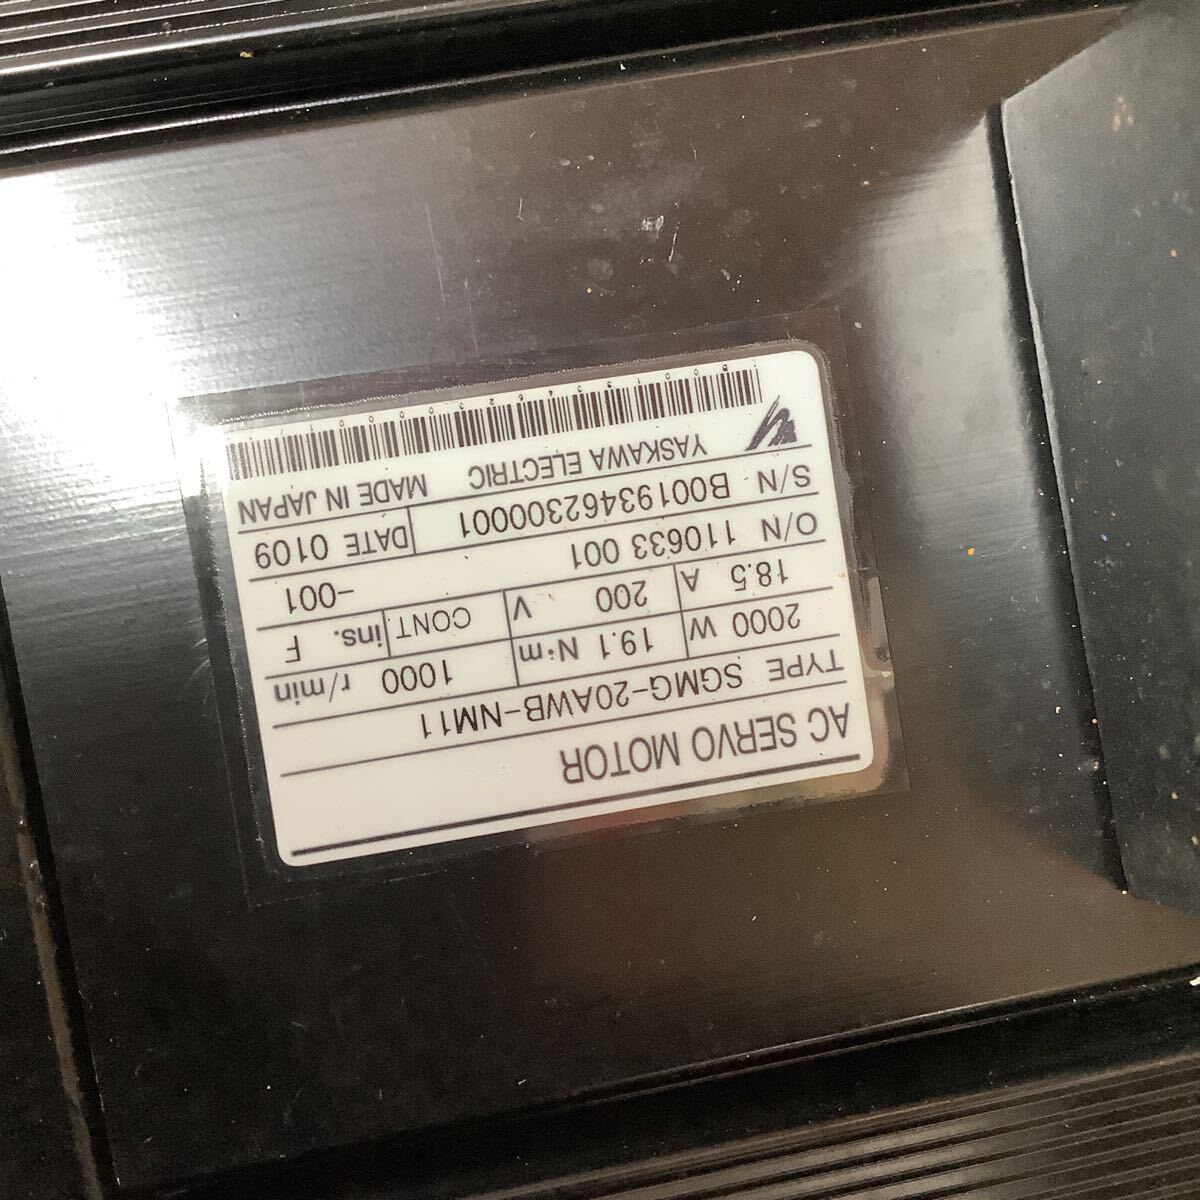 AC SERVO MOTOR
TYPE SGMG-20AWB-NM11
2000 W 19.1 N·m 1000 r/min
18.5 A 200 V CONT. ins. F
O/N 110633 001 -001
S/N B0019346230001 DATE 0109
YASKAWA ELECTRIC MADE IN JAPAN